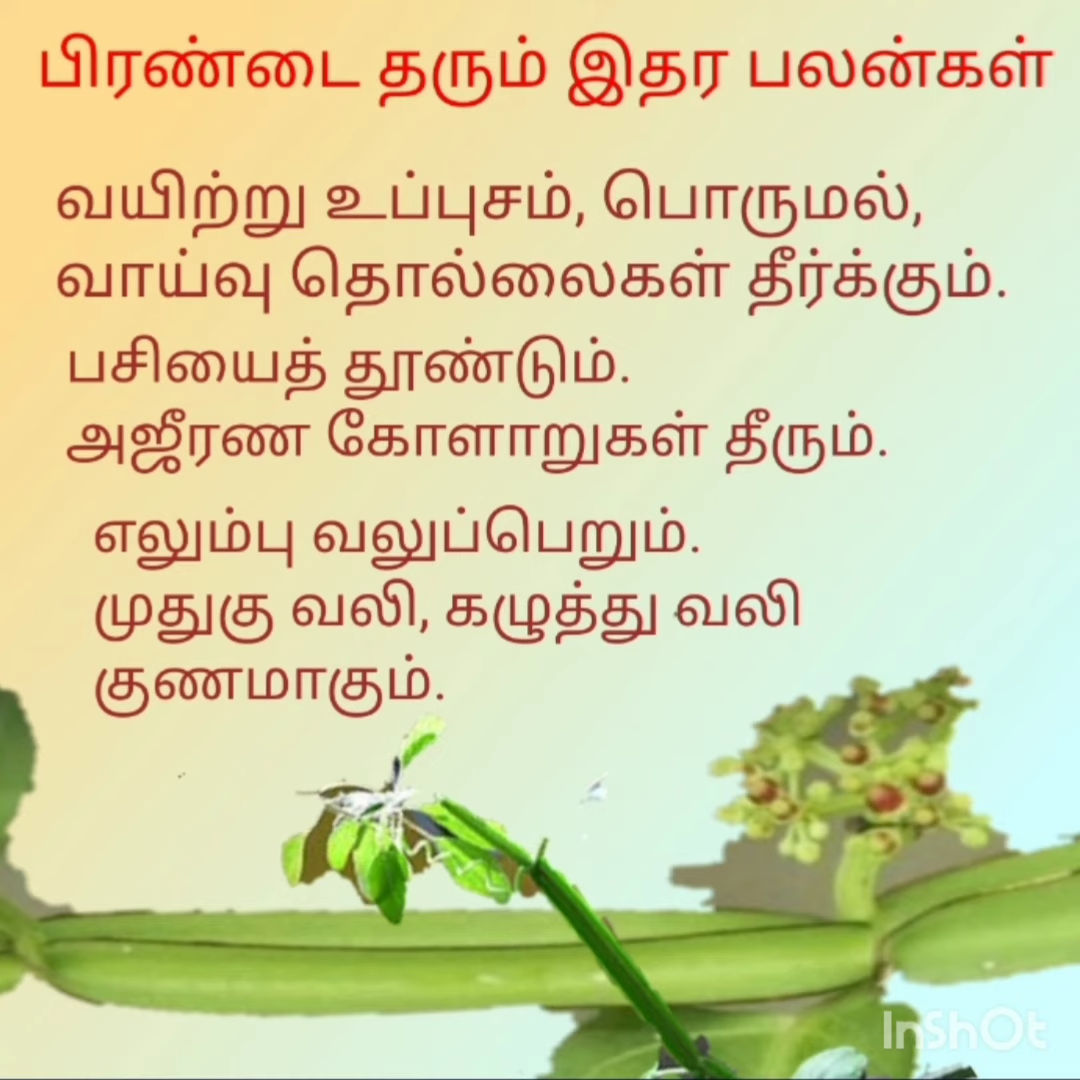 பிரண்டை தரும் இதர பலன்கள்
வயிற்று உப்புசம், பொருமல்,
வாய்வு தொல்லைகள் தீர்க்கும்.
பசியைத் தூண்டும்.
அஜீரண கோளாறுகள் தீரும்.
எலும்பு வலுப்பெறும்.
முதுகு வலி, கழுத்து வலி
குணமாகும்.
InShOt